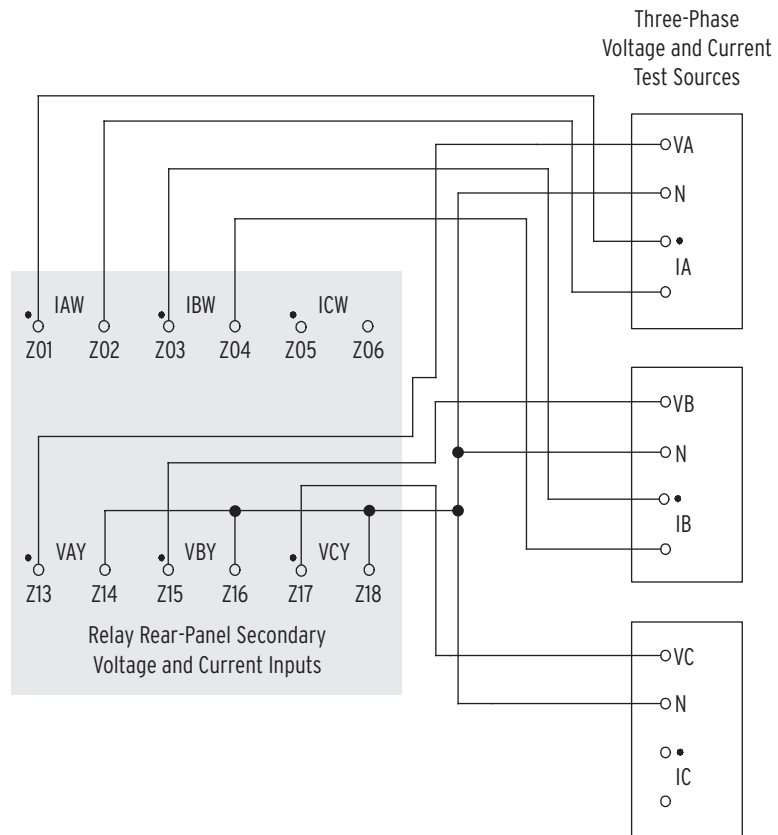 Three-Phase
Voltage and Current
Test Sources
VA
N
IA
IAW IBW ICW
Z01 Z02 Z03 Z04 Z05 Z06
VB
N
IB
VAY VBY VCY
Z13 Z14 Z15 Z16 Z17 Z18
Relay Rear-Panel Secondary
Voltage and Current Inputs
VC
N
IC